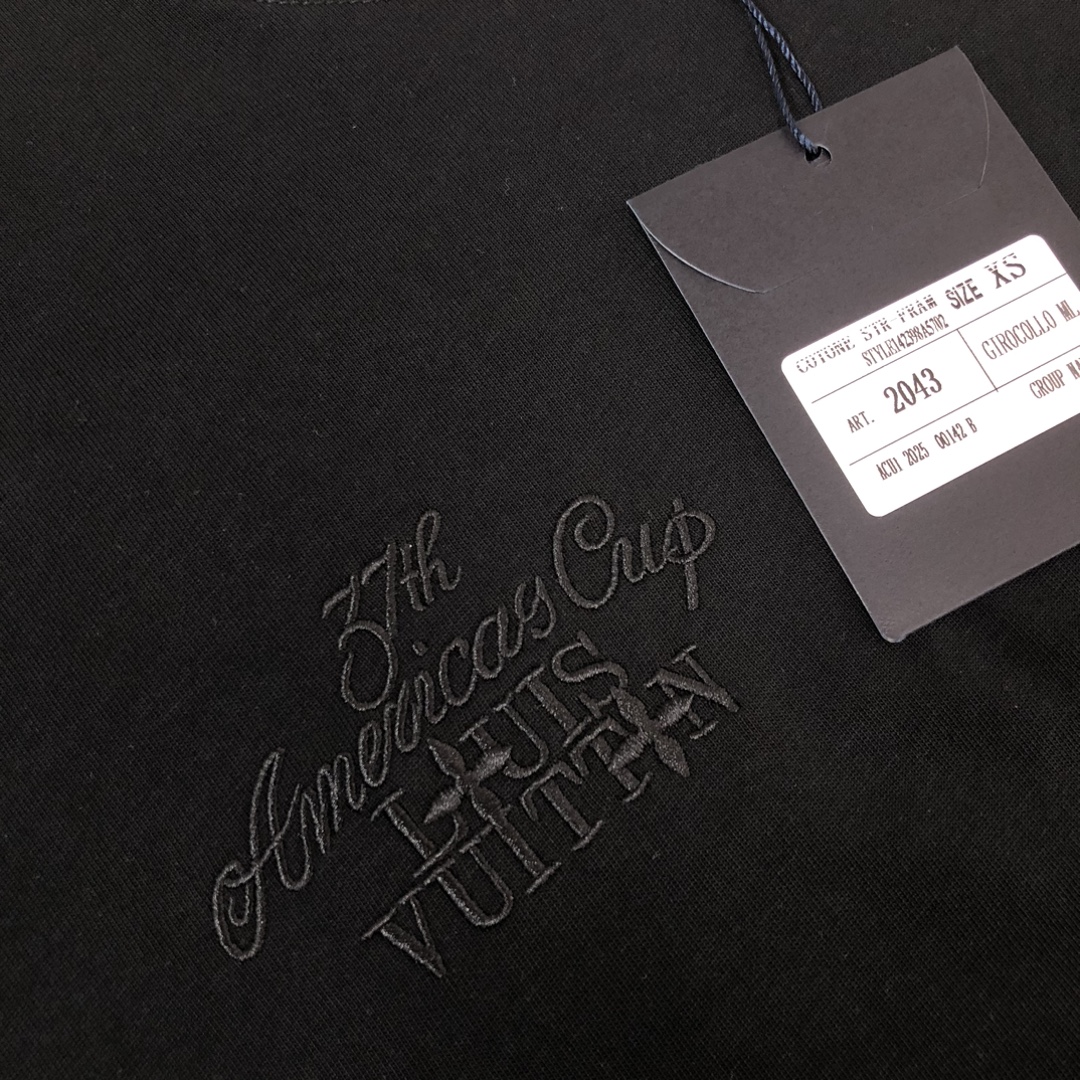 37th
Americas Cup
LOUIS
VUITTON
COTONE STR-FRAM SIZE XS
STYLE142398A5702
ART. 2043
GIROCOLLO ML
ACU1 2025 00142 B
GROUP